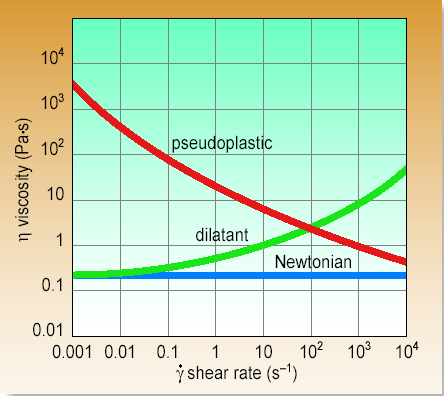 η viscosity (Pa•s)
10⁴
10³
10²
10
1
0.1
0.01
pseudoplastic
dilatant
Newtonian
0.001 0.01 0.1 1 10 10² 10³ 10⁴
γ̇ shear rate (s⁻¹)